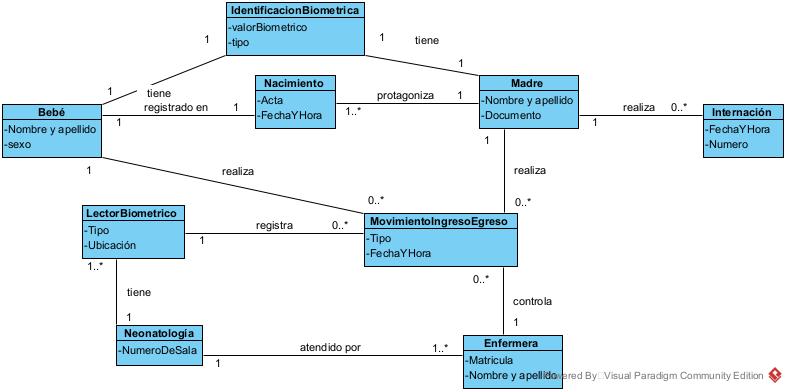 IdentificacionBiometrica
-valorBiometrico
-tipo
1
1
tiene
1
1
tiene
Nacimiento
-Acta
-FechaYHora
Madre
-Nombre y apellido
-Documento
Bebé
-Nombre y apellido
-sexo
registrado en
1
1
protagoniza
1..*
1
realiza
1
0..*
Internación
-FechaYHora
-Numero
1
realiza
0..*
1
realiza
0..*
LectorBiometrico
-Tipo
-Ubicación
registra
1
0..*
MovimientoIngresoEgreso
-Tipo
-FechaYHora
1..*
tiene
1
0..*
controla
1
Neonatología
-NumeroDeSala
atendido por
1
1..*
Enfermera
-Matricula
-Nombre y apellido
Powered By Visual Paradigm Community Edition